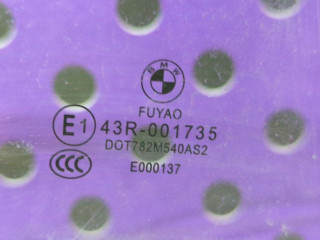 BMW
FUYAO
E1 43R-001735
DOT782M540AS2
CCC E000137